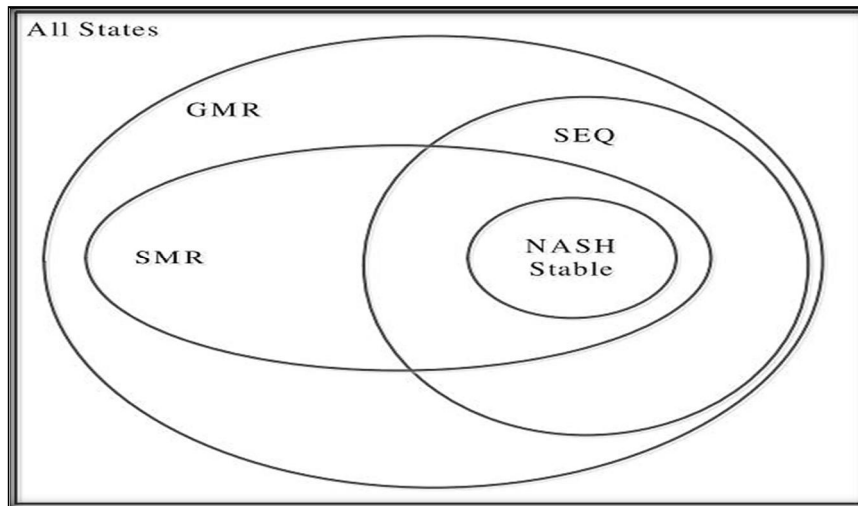 All States
GMR
SEQ
SMR
NASH
Stable